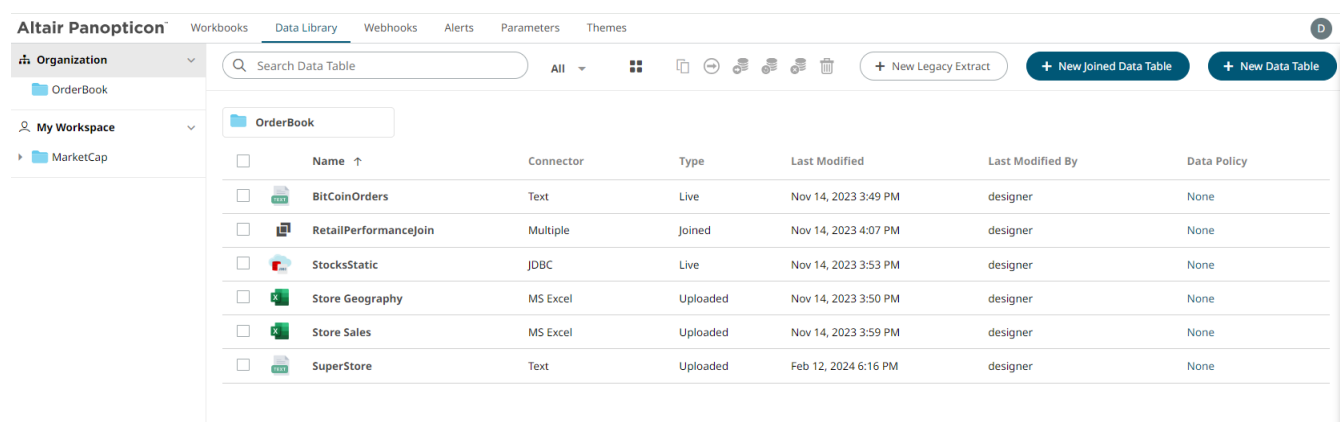 Altair Panopticon™ Workbooks Data Library Webhooks Alerts Parameters Themes D
Organization
OrderBook
My Workspace
MarketCap
Search Data Table All + New Legacy Extract + New Joined Data Table + New Data Table
OrderBook
Name ↑ Connector Type Last Modified Last Modified By Data Policy
TEXT BitCoinOrders Text Live Nov 14, 2023 3:49 PM designer None
RetailPerformanceJoin Multiple Joined Nov 14, 2023 4:07 PM designer None
StocksStatic JDBC Live Nov 14, 2023 3:53 PM designer None
X Store Geography MS Excel Uploaded Nov 14, 2023 3:50 PM designer None
X Store Sales MS Excel Uploaded Nov 14, 2023 3:59 PM designer None
TEXT SuperStore Text Uploaded Feb 12, 2024 6:16 PM designer None